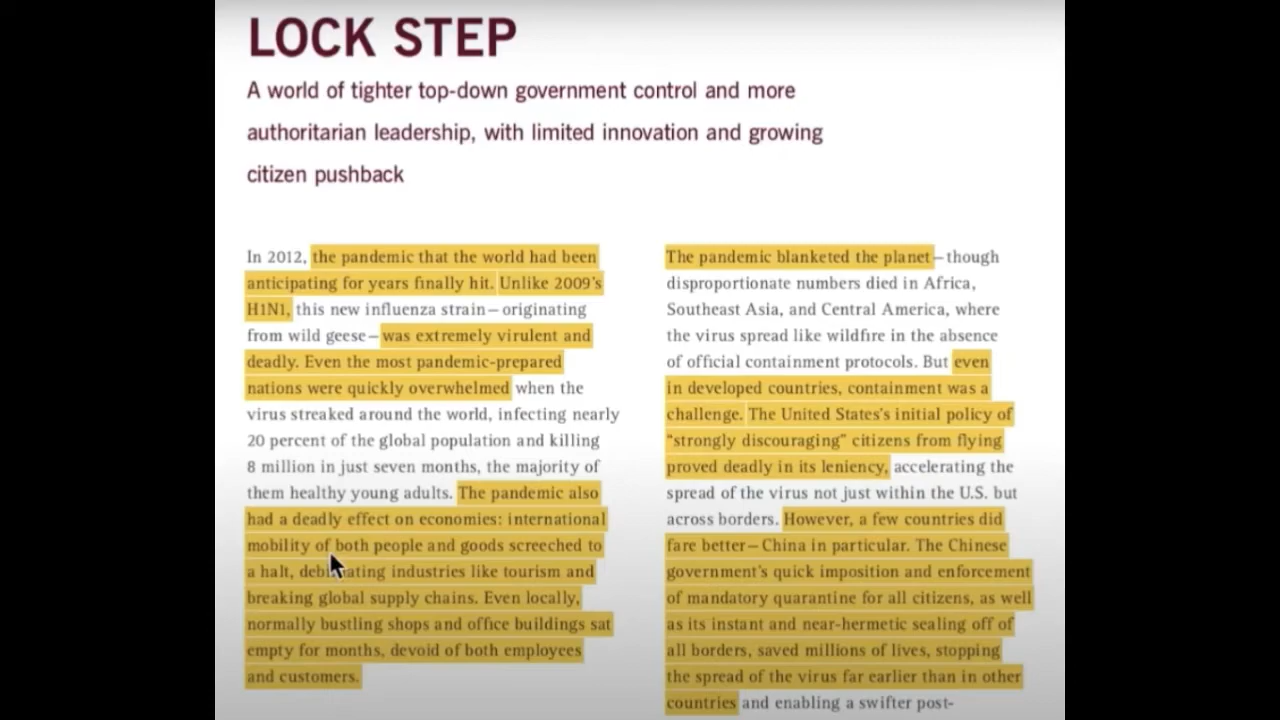 LOCK STEP
A world of tighter top-down government control and more
authoritarian leadership, with limited innovation and growing
citizen pushback
In 2012, the pandemic that the world had been
anticipating for years finally hit. Unlike 2009's
H1N1, this new influenza strain—originating
from wild geese—was extremely virulent and
deadly. Even the most pandemic-prepared
nations were quickly overwhelmed when the
virus streaked around the world, infecting nearly
20 percent of the global population and killing
8 million in just seven months, the majority of
them healthy young adults. The pandemic also
had a deadly effect on economies: international
mobility of both people and goods screeched to
a halt, debilitating industries like tourism and
breaking global supply chains. Even locally,
normally bustling shops and office buildings sat
empty for months, devoid of both employees
and customers.
The pandemic blanketed the planet—though
disproportionate numbers died in Africa,
Southeast Asia, and Central America, where
the virus spread like wildfire in the absence
of official containment protocols. But even
in developed countries, containment was a
challenge. The United States's initial policy of
"strongly discouraging" citizens from flying
proved deadly in its leniency, accelerating the
spread of the virus not just within the U.S. but
across borders. However, a few countries did
fare better—China in particular. The Chinese
government's quick imposition and enforcement
of mandatory quarantine for all citizens, as well
as its instant and near-hermetic sealing off of
all borders, saved millions of lives, stopping
the spread of the virus far earlier than in other
countries and enabling a swifter post-